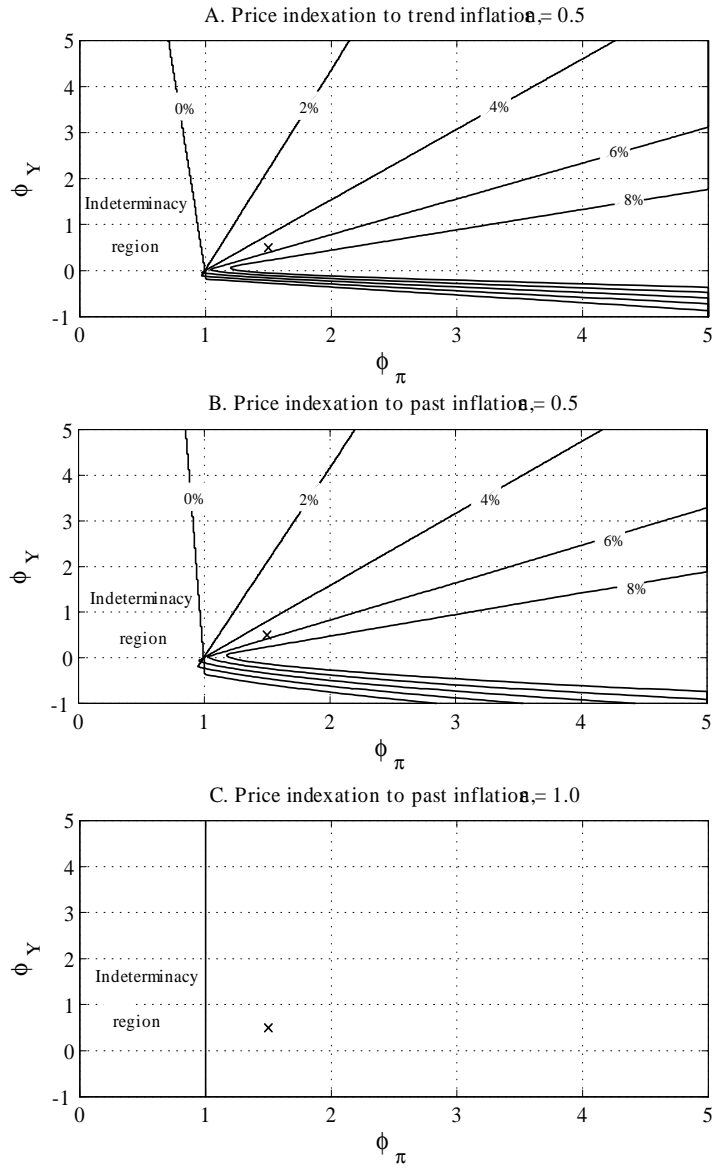 A. Price indexation to trend inflation, ε = 0.5
5
4
3
2
1
0
-1
ϕ Y
0%
2%
4%
6%
8%
Indeterminacy
region
0 1 2 3 4 5
ϕ π
B. Price indexation to past inflation, ε = 0.5
5
4
3
2
1
0
-1
ϕ Y
0%
2%
4%
6%
8%
Indeterminacy
region
0 1 2 3 4 5
ϕ π
C. Price indexation to past inflation, ε = 1.0
5
4
3
2
1
0
-1
ϕ Y
Indeterminacy
region
0 1 2 3 4 5
ϕ π